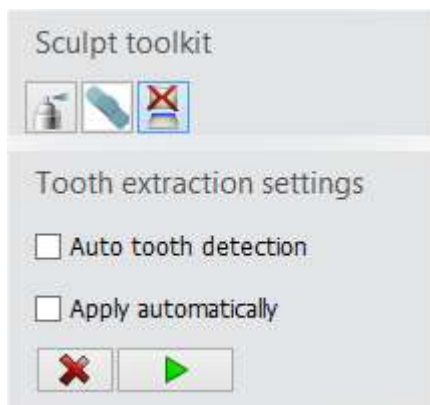 Sculpt toolkit
Tooth extraction settings
Auto tooth detection
Apply automatically